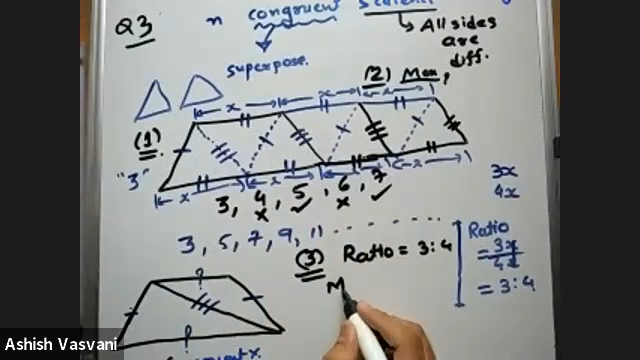 Q3 n congruent scalene
All sides
are
diff.
superpose.
(2) Max,
x x x x
(1)
"3"
x x x x
3, 4, 5, 6, 7
x ✓ x ✓
3x
4x
3, 5, 7, 9, 11 - - - - -
Ratio
= 3x/4x
= 3:4
(3) Ratio = 3:4
M
?
?
Ashish Vasvani